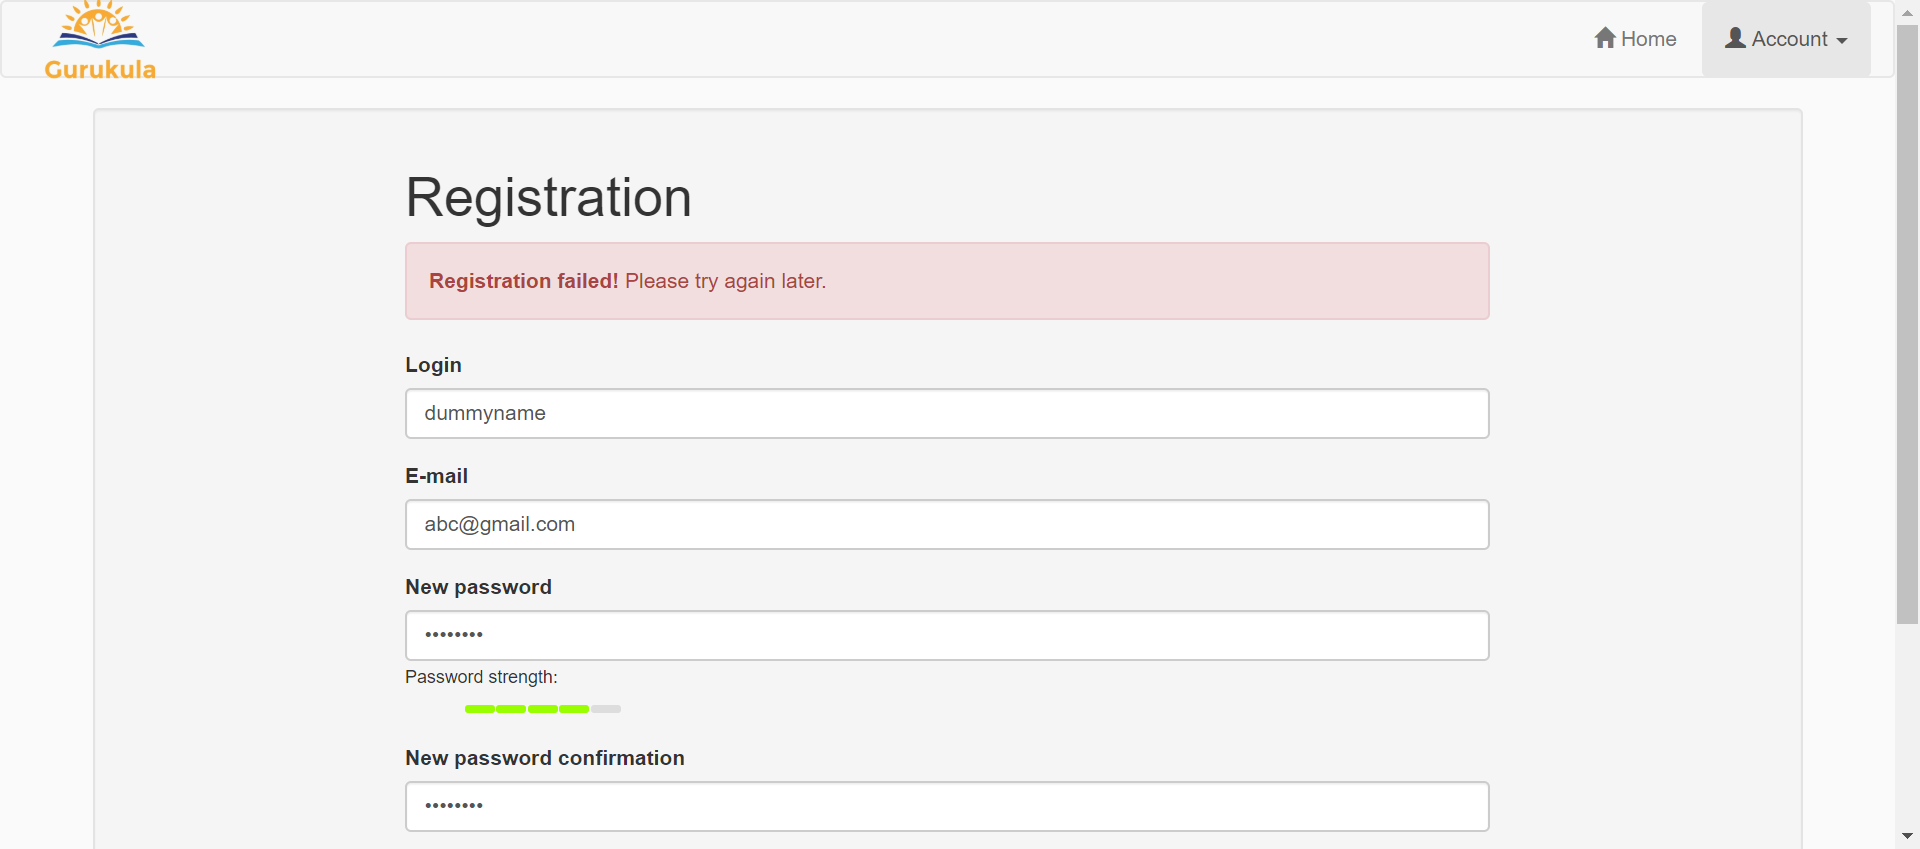 Gurukula
Home
Account
Registration
Registration failed! Please try again later.
Login
dummyname
E-mail
abc@gmail.com
New password
••••••••
Password strength:
New password confirmation
••••••••